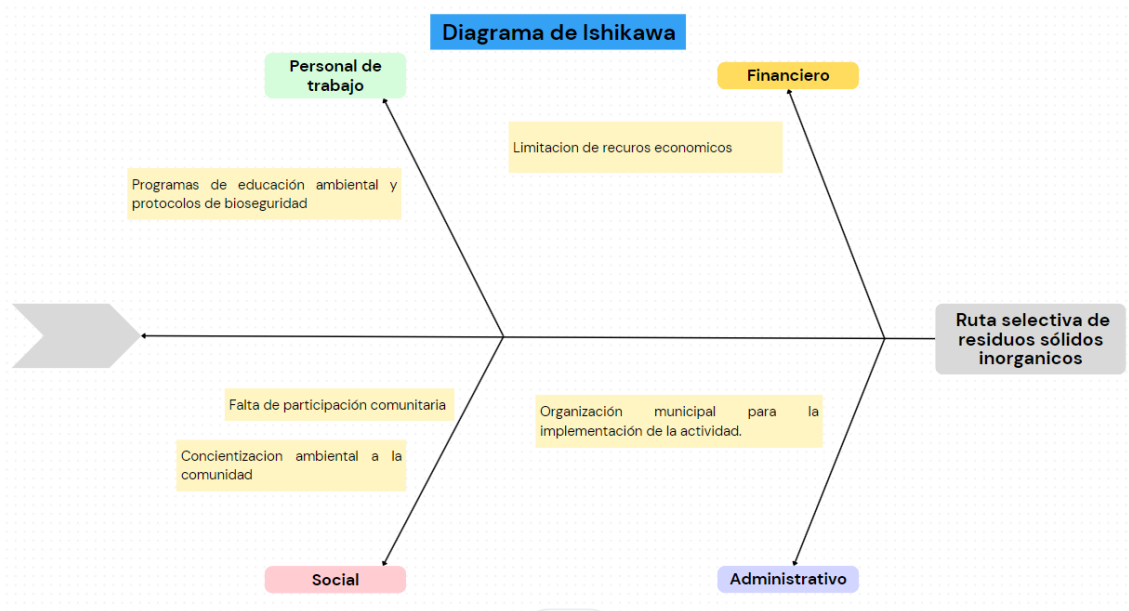 Diagrama de Ishikawa
Personal de
trabajo
Financiero
Limitacion de recuros economicos
Programas de educación ambiental y
protocolos de bioseguridad
Ruta selectiva de
residuos sólidos
inorganicos
Falta de participación comunitaria
Concientizacion ambiental a la
comunidad
Organización municipal para la
implementación de la actividad.
Social
Administrativo